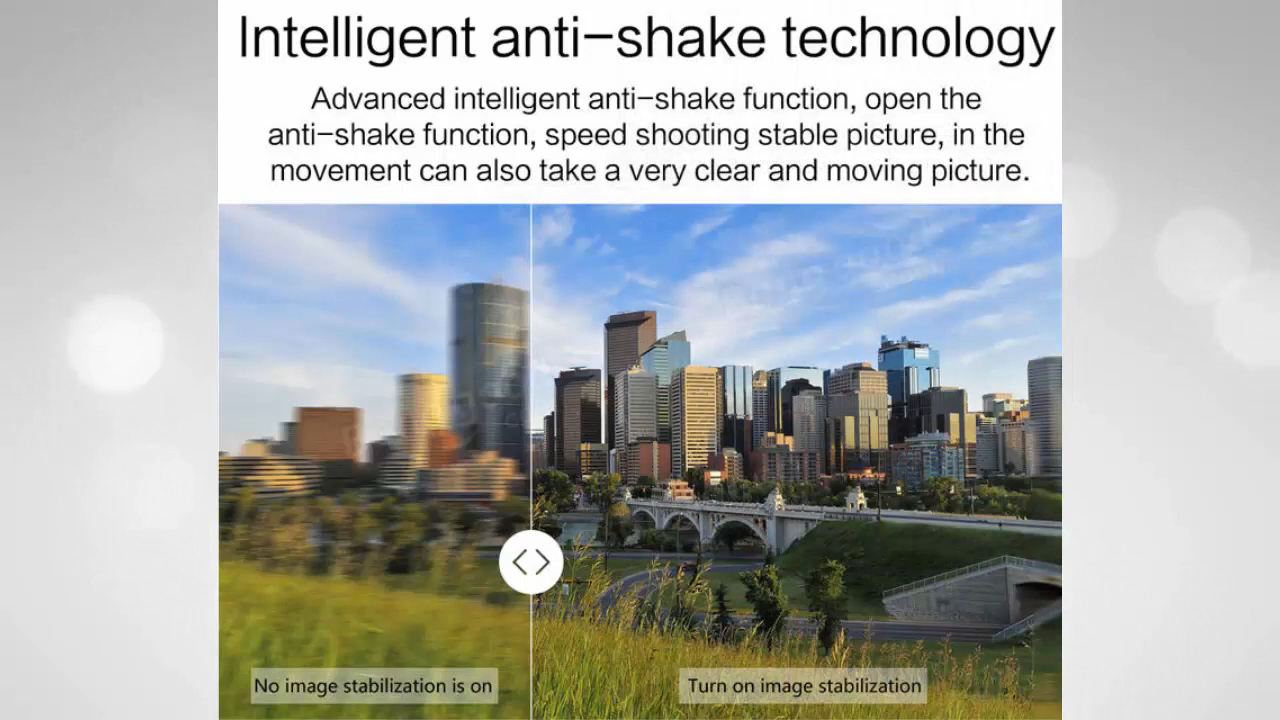 Intelligent anti-shake technology
Advanced intelligent anti-shake function, open the
anti-shake function, speed shooting stable picture, in the
movement can also take a very clear and moving picture.
No image stabilization is on
Turn on image stabilization